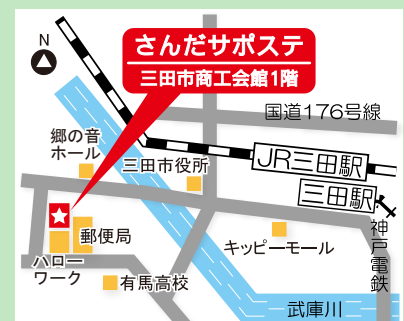 N
さんだサポステ
三田市商工会館1階
国道176号線
郷の音
ホール
三田市役所
JR三田駅
三田駅
神戸電鉄
郵便局
キッピーモール
ハロー
ワーク
有馬高校
武庫川